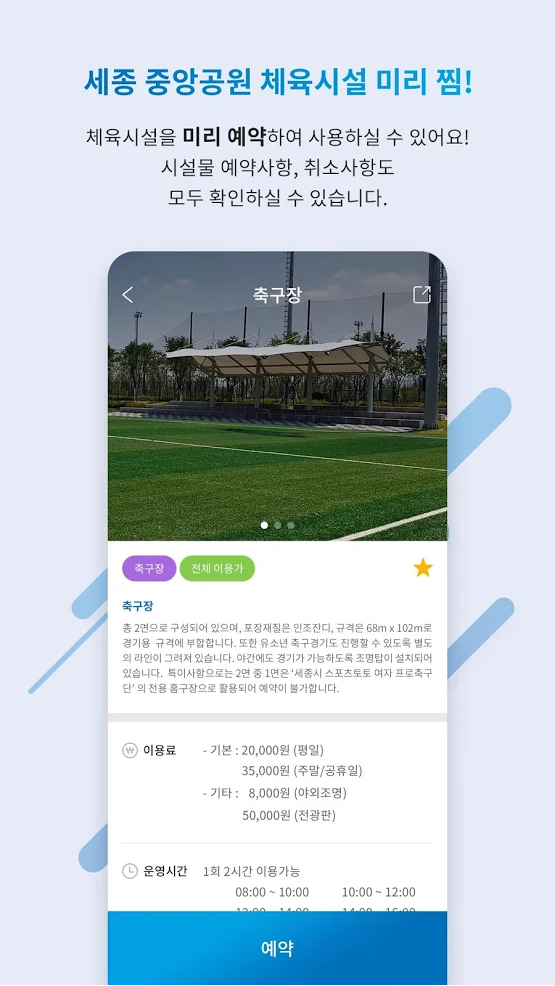 세종 중앙공원 체육시설 미리 찜!
체육시설을 미리 예약하여 사용하실 수 있어요!
시설물 예약사항, 취소사항도
모두 확인하실 수 있습니다.
축구장
축구장 전체 이용가
축구장
총 2면으로 구성되어 있으며, 포장재질은 인조잔디, 규격은 68m x 102m로
경기용 규격에 부합합니다. 또한 유소년 축구경기도 진행할 수 있도록 별도
의 라인이 그려져 있습니다. 야간에도 경기가 가능하도록 조명탑이 설치되어
있습니다. 특이사항으로는 2면 중 1면은 ‘세종시 스포츠토토 여자 프로축구
단’ 의 전용 홈구장으로 활용되어 예약이 불가합니다.
₩ 이용료 - 기본 : 20,000원 (평일)
35,000원 (주말/공휴일)
- 기타 : 8,000원 (야외조명)
50,000원 (전광판)
운영시간 1회 2시간 이용가능
08:00 ~ 10:00 10:00 ~ 12:00
12:00 ~ 14:00 14:00 ~ 16:00
예약